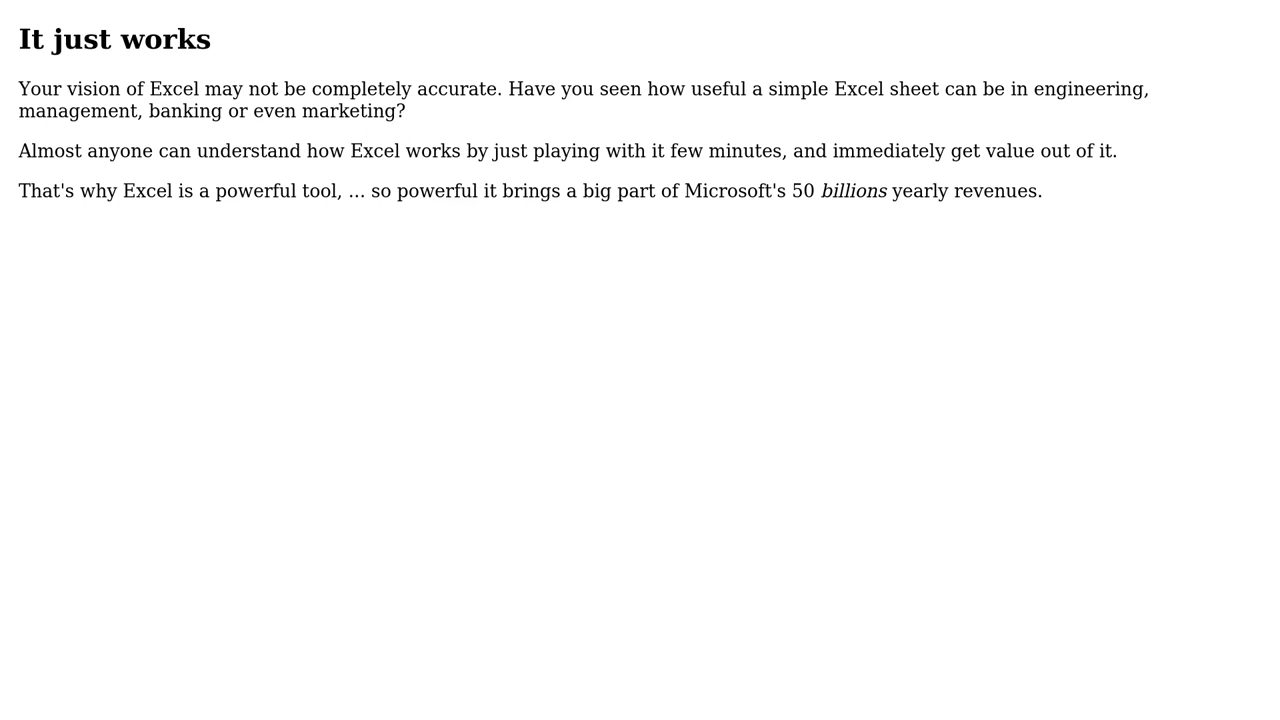 It just works
Your vision of Excel may not be completely accurate. Have you seen how useful a simple Excel sheet can be in engineering,
management, banking or even marketing?
Almost anyone can understand how Excel works by just playing with it few minutes, and immediately get value out of it.
That's why Excel is a powerful tool, ... so powerful it brings a big part of Microsoft's 50 billions yearly revenues.